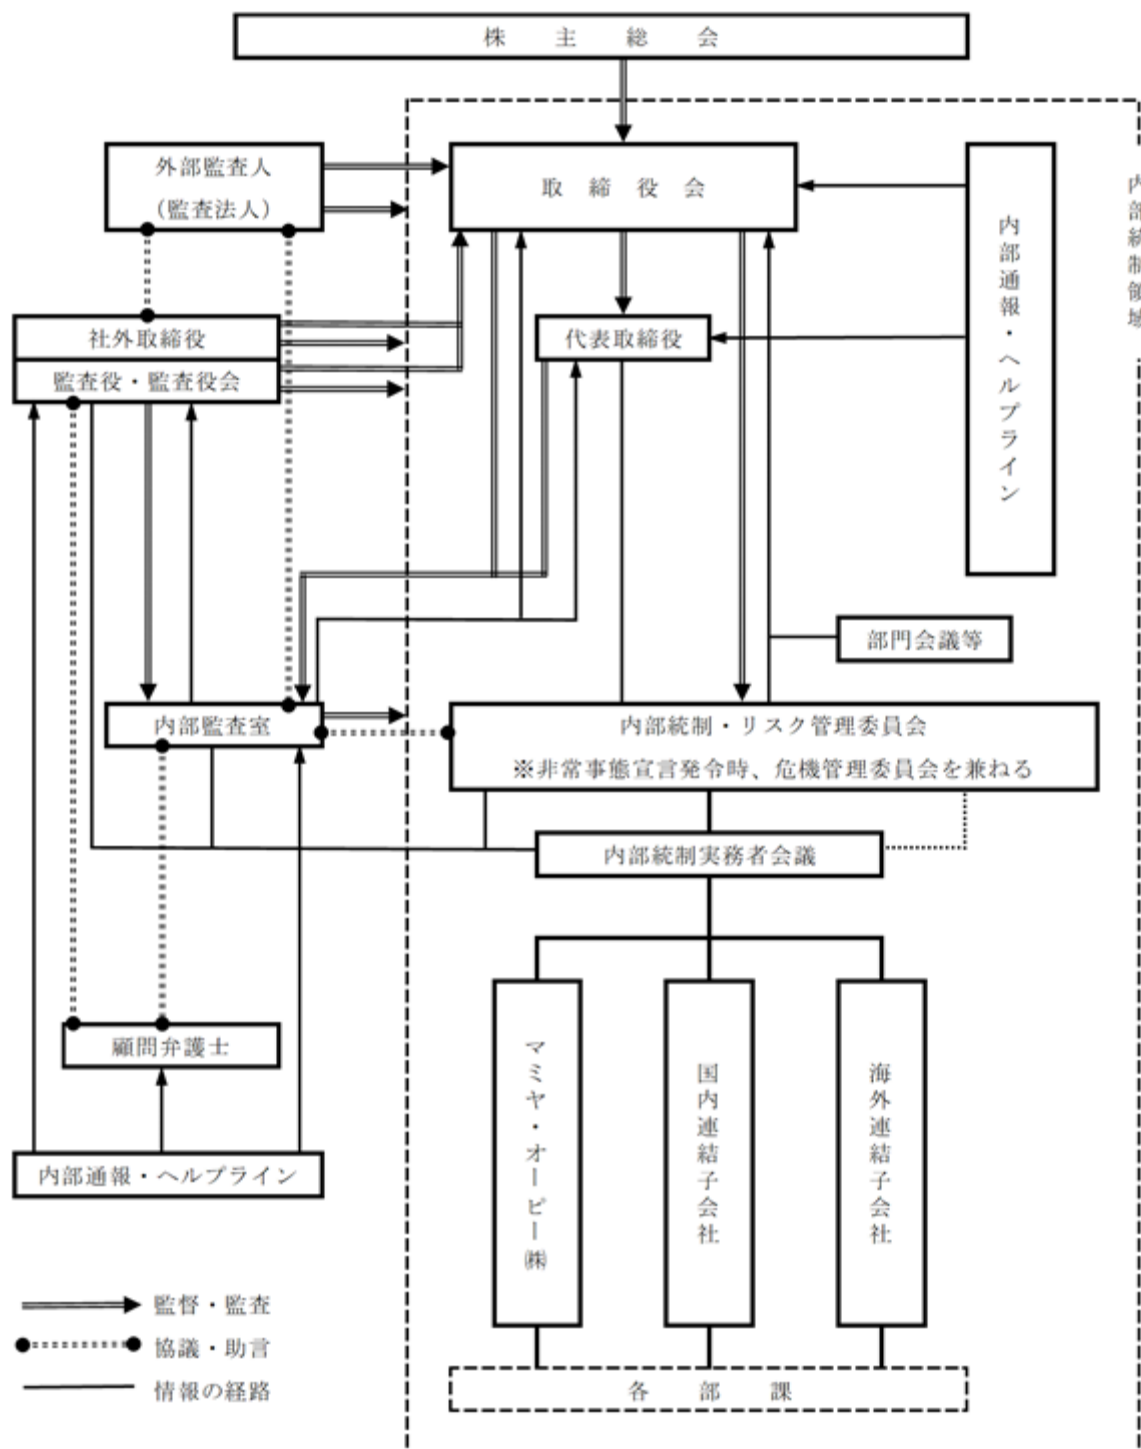 株主総会
外部監査人
(監査法人)
取締役会
内部通報・ヘルプライン
内部統制領域
社外取締役
監査役・監査役会
代表取締役
部門会議等
内部監査室
内部統制・リスク管理委員会
※非常事態宣言発令時、危機管理委員会を兼ねる
内部統制実務者会議
顧問弁護士
内部通報・ヘルプライン
マミヤ・オーピー㈱
国内連結子会社
海外連結子会社
監督・監査
協議・助言
情報の経路
各部課